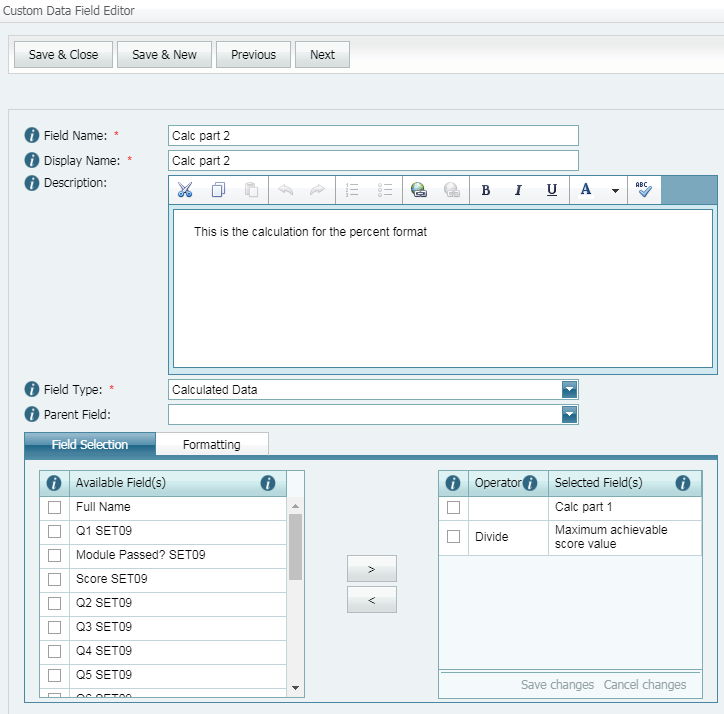 Custom Data Field Editor
Save & Close Save & New Previous Next
Field Name: * Calc part 2
Display Name: * Calc part 2
Description:
B I U A ABC
This is the calculation for the percent format
Field Type: * Calculated Data
Parent Field:
Field Selection Formatting
Available Field(s)
Full Name
Q1 SET09
Module Passed? SET09
Score SET09
Q2 SET09
Q3 SET09
Q4 SET09
Q5 SET09
>
<
Operator Selected Field(s)
Calc part 1
Divide Maximum achievable
score value
Save changes Cancel changes